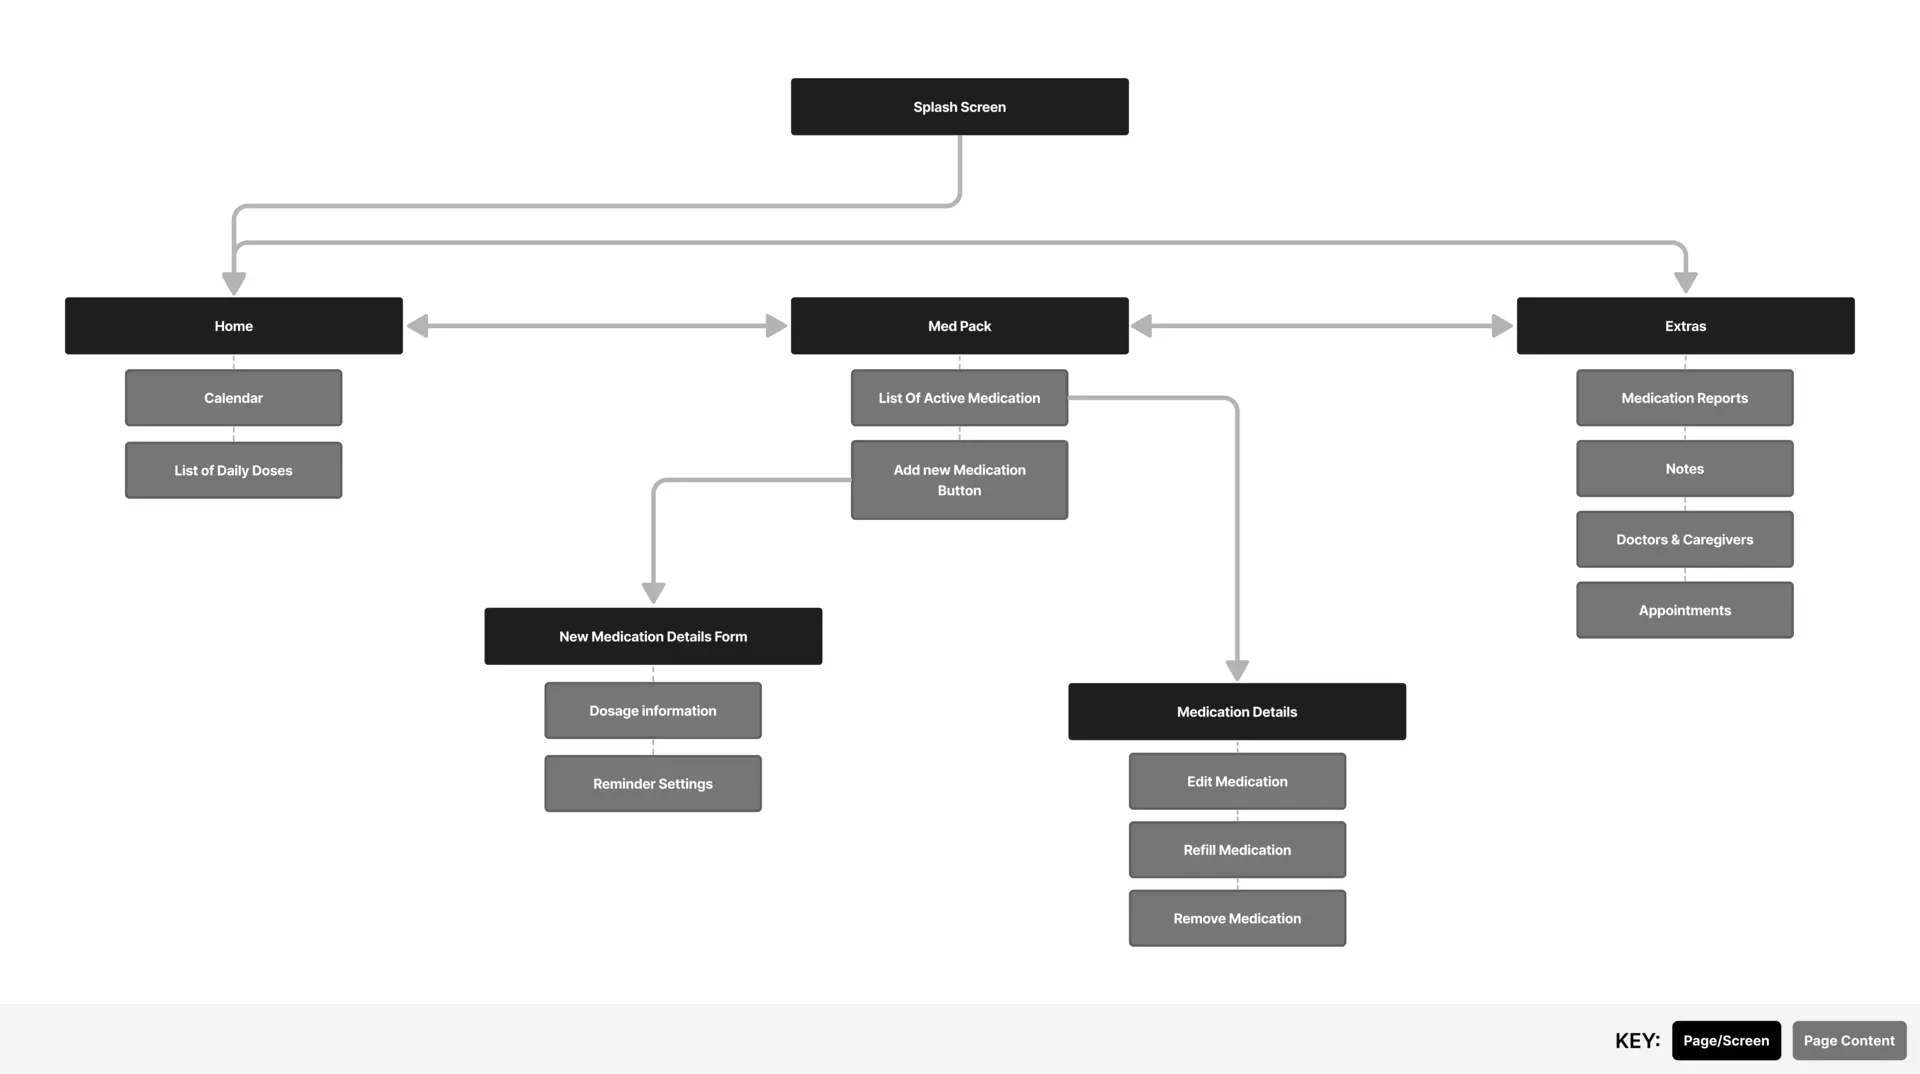 Splash Screen
Home
Med Pack
Extras
Calendar
List of Daily Doses
List Of Active Medication
Add new Medication
Button
Medication Reports
Notes
Doctors & Caregivers
Appointments
New Medication Details Form
Dosage information
Reminder Settings
Medication Details
Edit Medication
Refill Medication
Remove Medication
KEY:
Page/Screen
Page Content